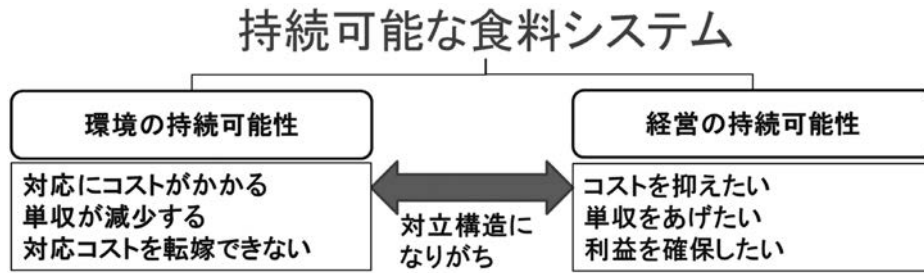 持続可能な食料システム
環境の持続可能性
対応にコストがかかる
単収が減少する
対応コストを転嫁できない
対立構造に
なりがち
経営の持続可能性
コストを抑えたい
単収をあげたい
利益を確保したい